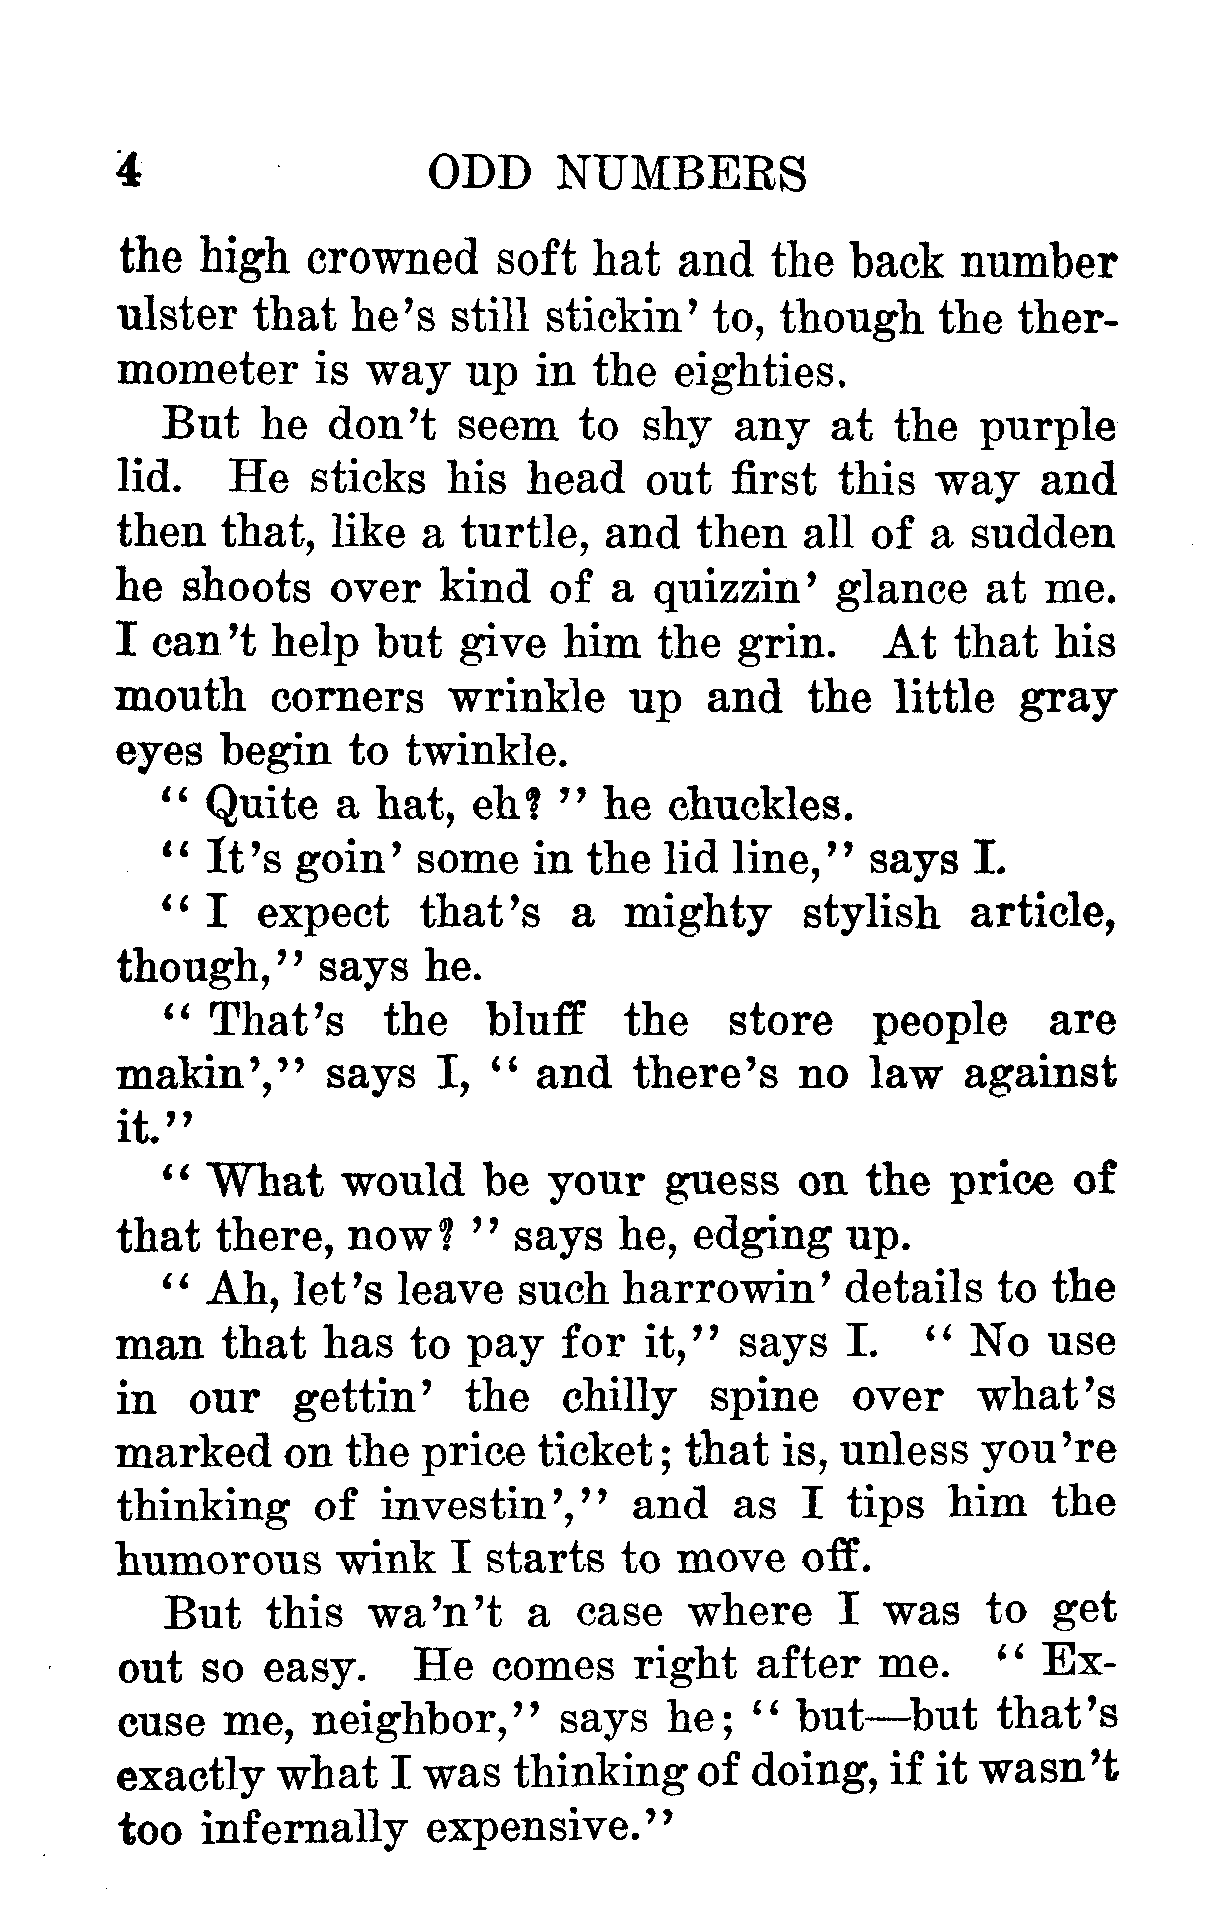 4 ODD NUMBERS
the high crowned soft hat and the back number
ulster that he's still stickin' to, though the ther-
mometer is way up in the eighties.
But he don't seem to shy any at the purple
lid. He sticks his head out first this way and
then that, like a turtle, and then all of a sudden
he shoots over kind of a quizzin' glance at me.
I can't help but give him the grin. At that his
mouth corners wrinkle up and the little gray
eyes begin to twinkle.
" Quite a hat, eh? " he chuckles.
" It's goin' some in the lid line," says I.
" I expect that's a mighty stylish article,
though," says he.
" That's the bluff the store people are
makin'," says I, " and there's no law against
it."
" What would be your guess on the price of
that there, now? " says he, edging up.
" Ah, let's leave such harrowin' details to the
man that has to pay for it," says I. " No use
in our gettin' the chilly spine over what's
marked on the price ticket; that is, unless you're
thinking of investin'," and as I tips him the
humorous wink I starts to move off.
But this wa'n't a case where I was to get
out so easy. He comes right after me. " Ex-
cuse me, neighbor," says he; " but—but that's
exactly what I was thinking of doing, if it wasn't
too infernally expensive."